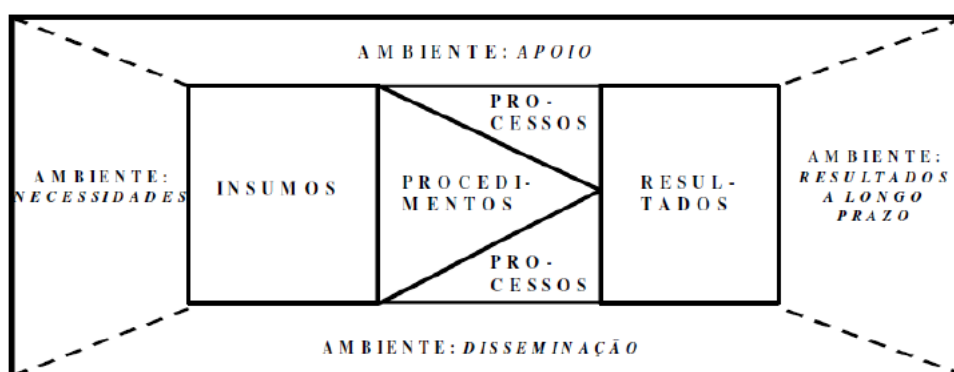 AMBIENTE: APOIO
AMBIENTE:
NECESSIDADES
INSUMOS
PRO-
CESSOS
PROCEDI-
MENTOS
PRO-
CESSOS
RESUL-
TADOS
AMBIENTE:
RESULTADOS
A LONGO
PRAZO
AMBIENTE: DISSEMINAÇÃO